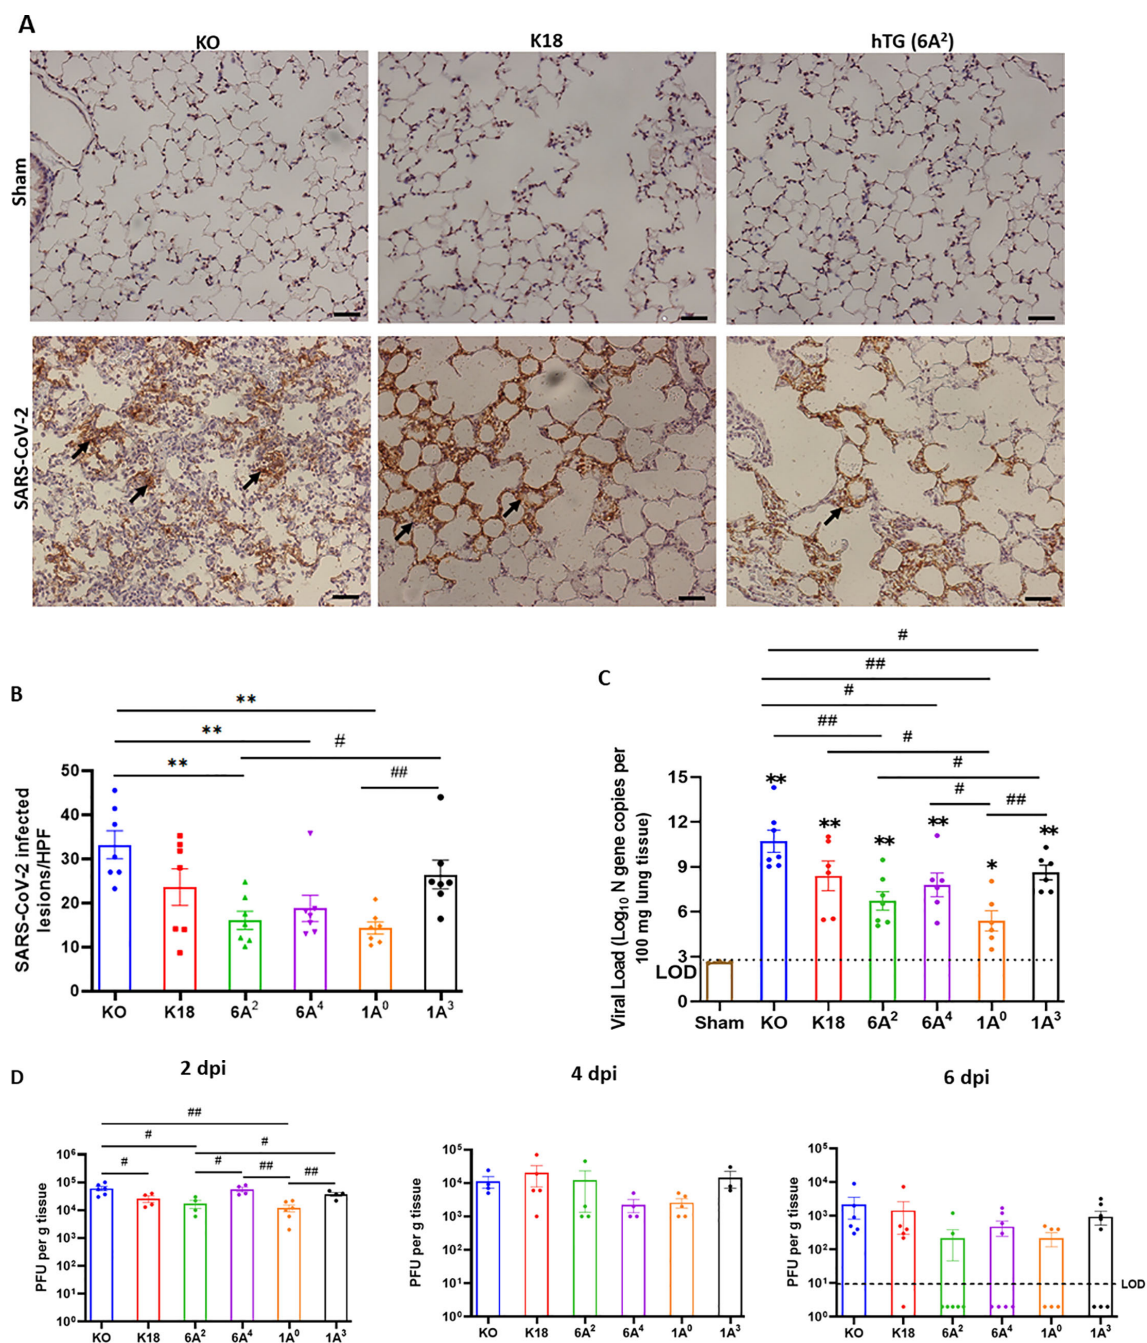 A
KO
K18
hTG (6A²)
Sham
SARS-CoV-2
B
**
**
#
**
##
SARS-CoV-2 infected
lesions/HPF
50
40
30
20
10
0
KO
K18
6A²
6A⁴
1A⁰
1A³
C
#
##
#
##
#
#
#
##
**
**
**
**
*
**
Viral Load (Log₁₀ N gene copies per
100 mg lung tissue)
15
12
9
6
3
0
LOD
Sham
KO
K18
6A²
6A⁴
1A⁰
1A³
D
2 dpi
##
#
#
#
#
##
##
PFU per g tissue
10⁶
10⁵
10⁴
10³
10²
10¹
10⁰
KO
K18
6A²
6A⁴
1A⁰
1A³
4 dpi
PFU per g tissue
10⁵
10⁴
10³
10²
10¹
10⁰
KO
K18
6A²
6A⁴
1A⁰
1A³
6 dpi
PFU per g tissue
10⁵
10⁴
10³
10²
10¹
10⁰
LOD
KO
K18
6A²
6A⁴
1A⁰
1A³